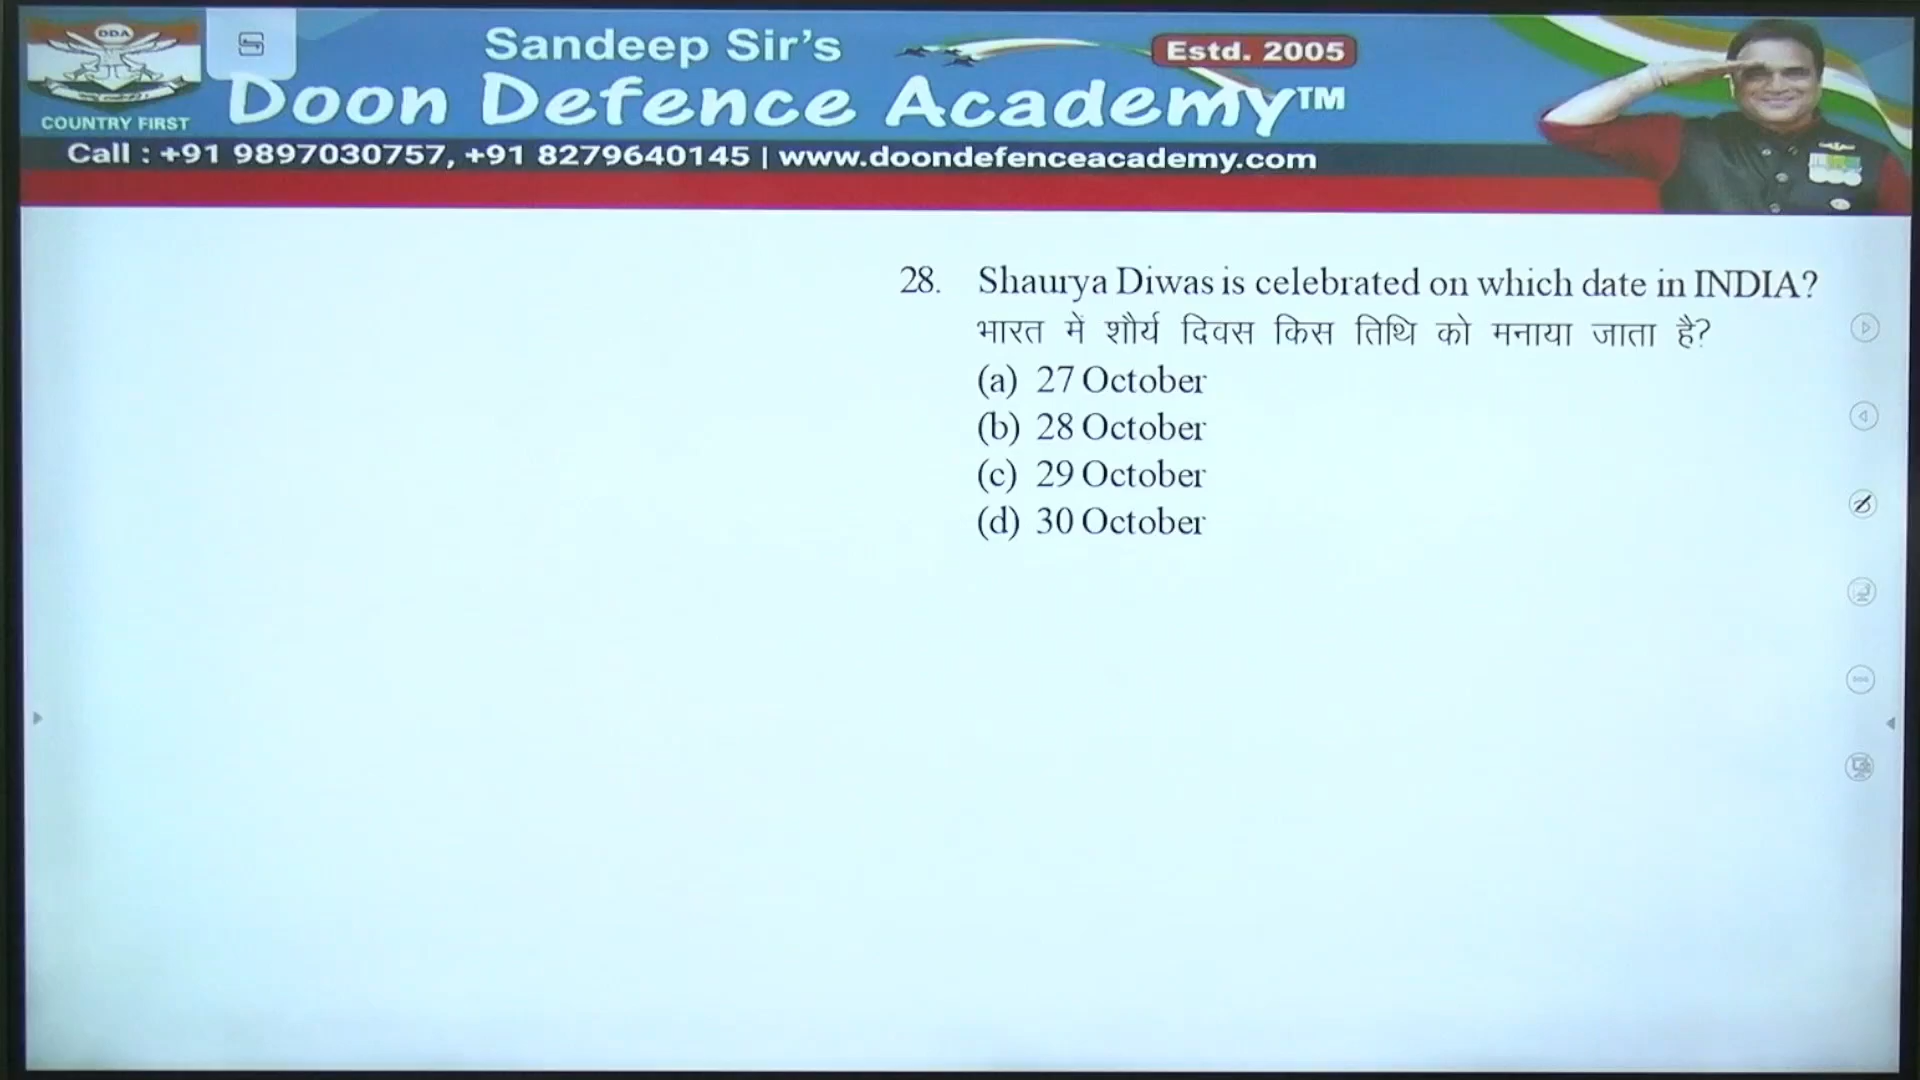 DDA
COUNTRY FIRST
Sandeep Sir's
Estd. 2005
Doon Defence Academy™
Call : +91 9897030757, +91 8279640145 | www.doondefenceacademy.com
28. Shaurya Diwas is celebrated on which date in INDIA?
भारत में शौर्य दिवस किस तिथि को मनाया जाता है?
(a) 27 October
(b) 28 October
(c) 29 October
(d) 30 October